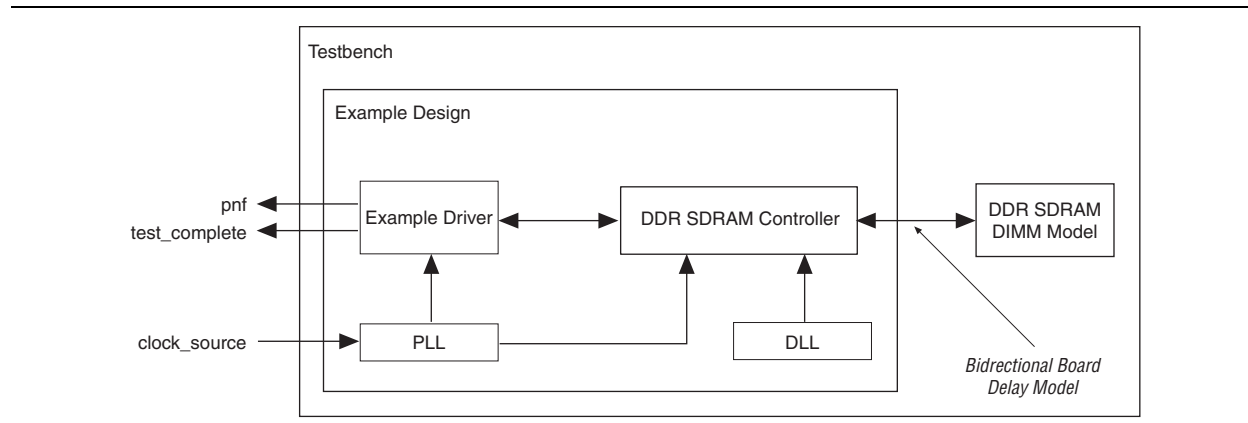 Testbench
Example Design
pnf
test_complete
Example Driver
DDR SDRAM Controller
DDR SDRAM
DIMM Model
clock_source
PLL
DLL
Bidrectional Board
Delay Model